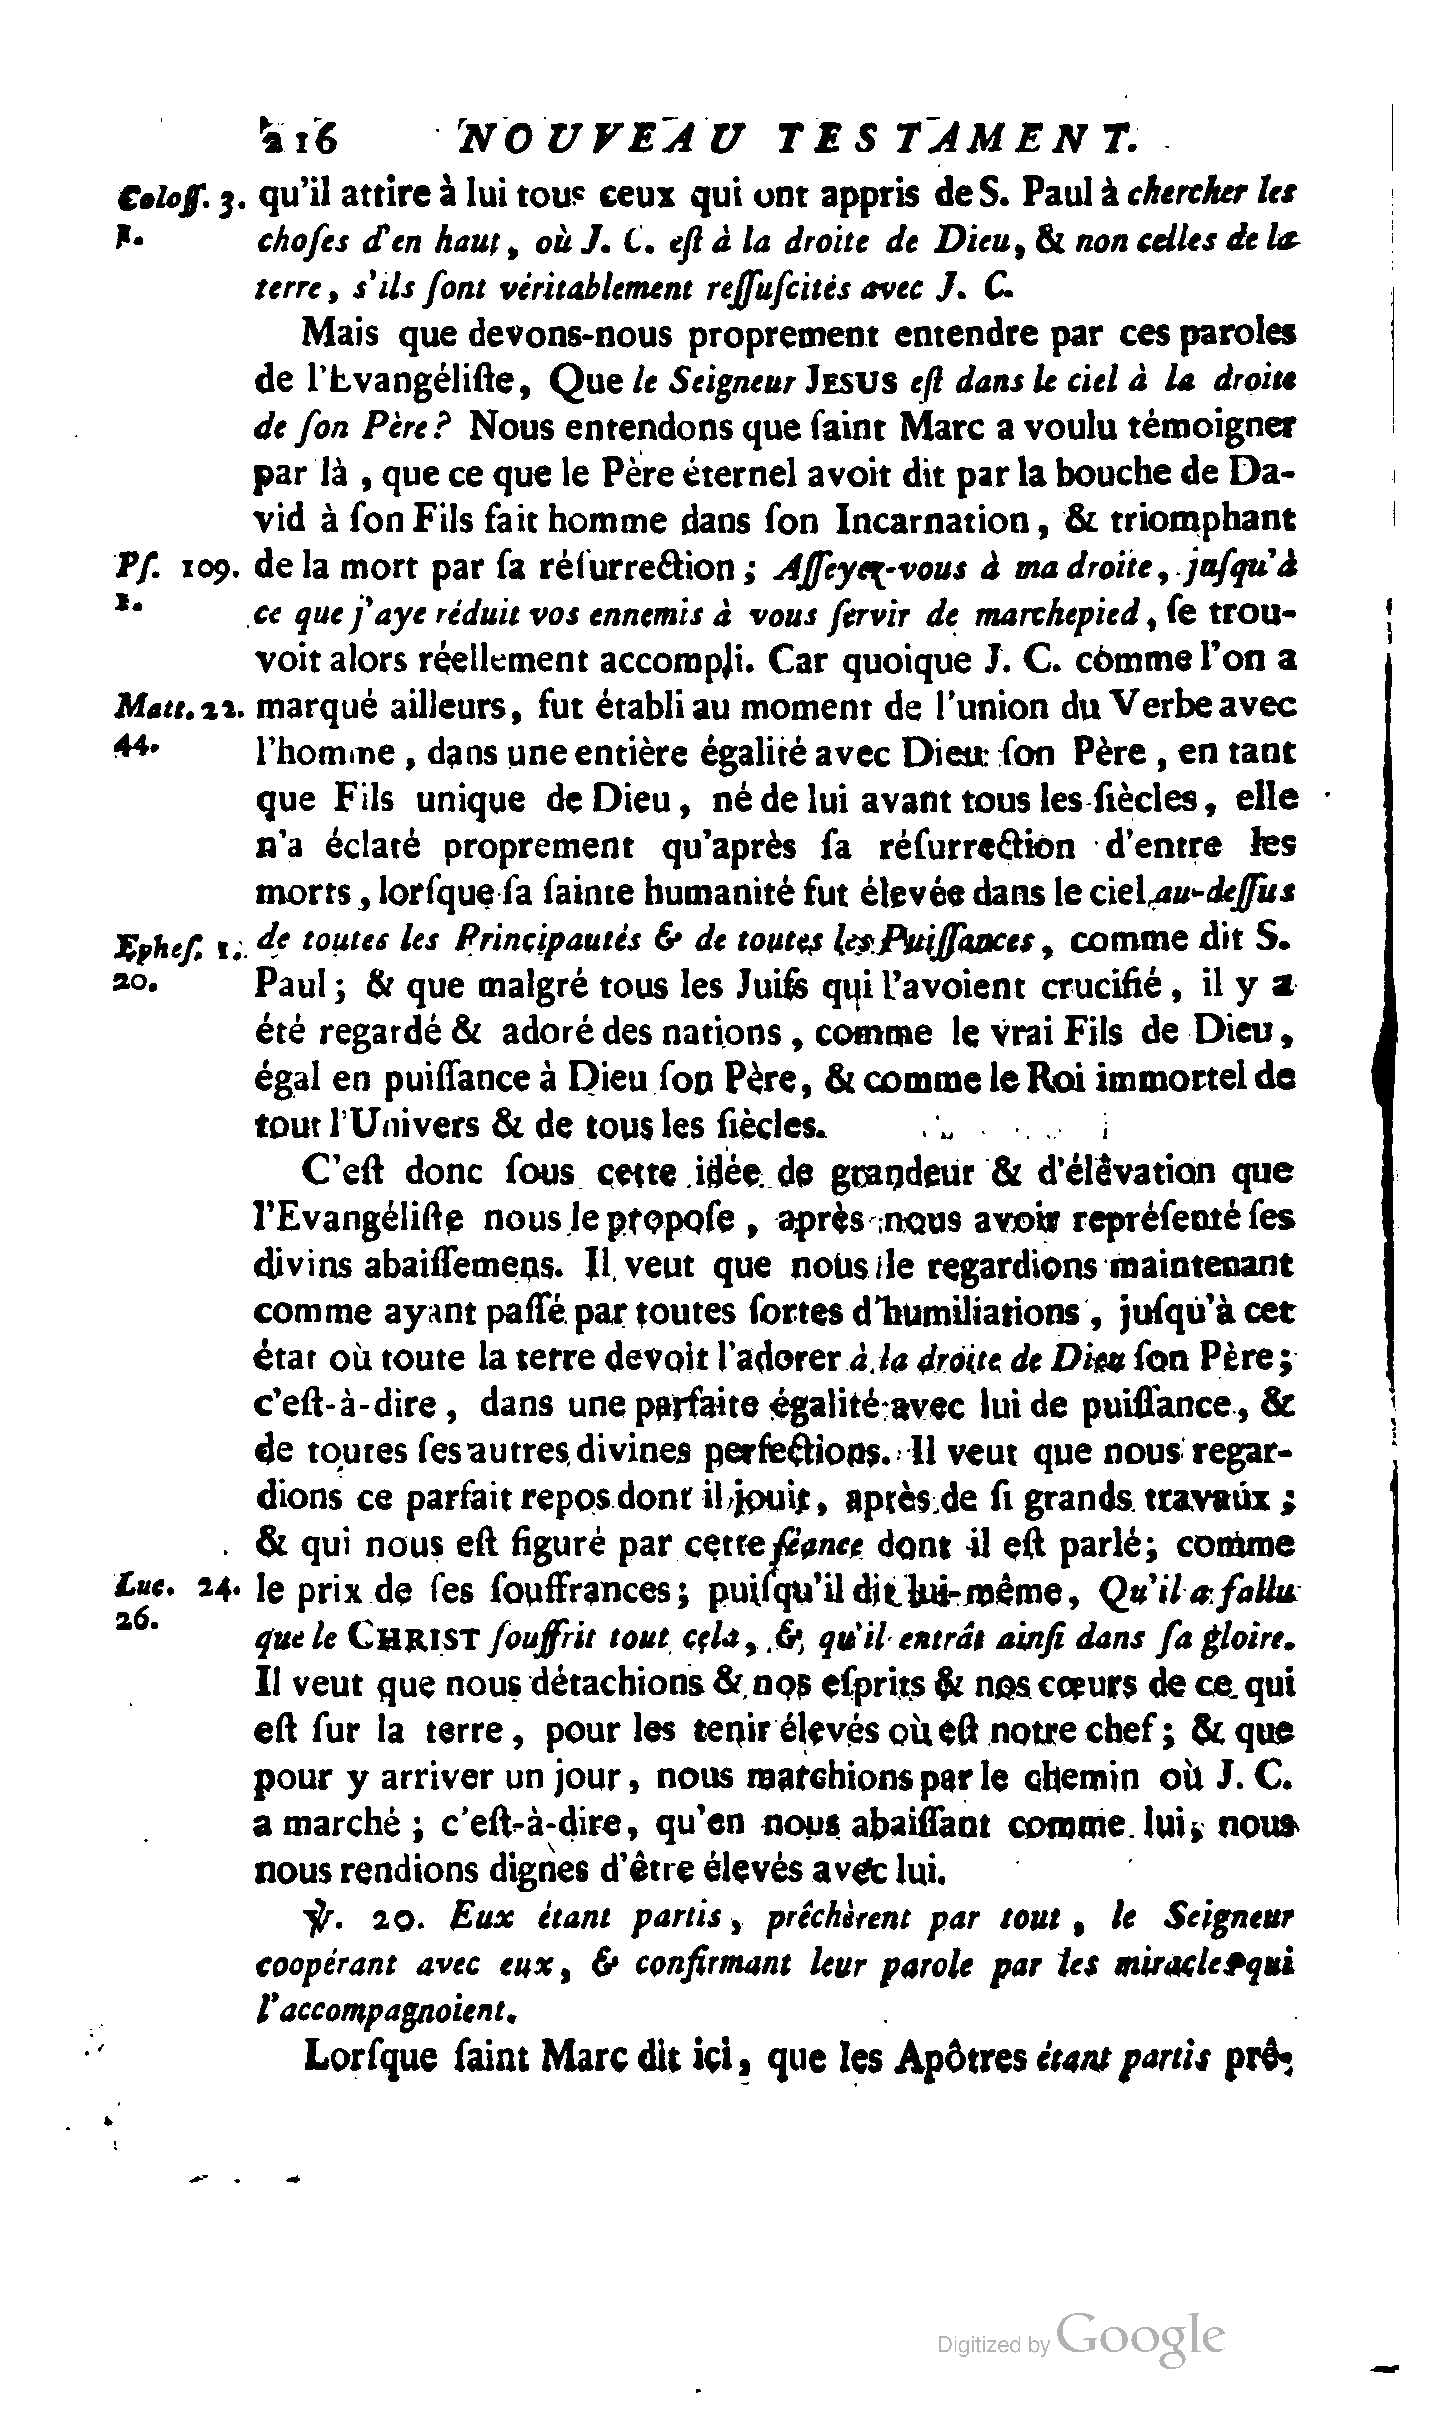 216 NOUVEAU TESTAMENT.
Coloſſ. 3. qu'il attire à lui tous ceux qui ont appris de S. Paul à chercher les
1. choſes d'en haut, où J. C. eſt à la droite de Dieu, & non celles de la
terre, s'ils ſont véritablement reſſuſcités avec J. C.
Mais que devons-nous proprement entendre par ces paroles
de l'Evangéliſte, Que le Seigneur JESUS eſt dans le ciel à la droite
de ſon Père? Nous entendons que ſaint Marc a voulu témoigner
par là, que ce que le Père éternel avoit dit par la bouche de Da-
vid à ſon Fils fait homme dans ſon Incarnation, & triomphant
Pſ. 109. de la mort par ſa réſurrection; Aſſeyez-vous à ma droite, juſqu'à
1. ce que j'aye réduit vos ennemis à vous ſervir de marchepied, ſe trou-
voit alors réellement accompli. Car quoique J. C. comme l'on a
Matt. 22. marqué ailleurs, fut établi au moment de l'union du Verbe avec
44. l'homme, dans une entière égalité avec Dieu ſon Père, en tant
que Fils unique de Dieu, né de lui avant tous les ſiècles, elle
n'a éclaté proprement qu'après ſa réſurrection d'entre les
morts, lorſque ſa ſainte humanité fut élevée dans le ciel au-deſſus
Epheſ. 1. de toutes les Principautés & de toutes les Puiſſances, comme dit S.
20. Paul; & que malgré tous les Juifs qui l'avoient crucifié, il y a
été regardé & adoré des nations, comme le vrai Fils de Dieu,
égal en puiſſance à Dieu ſon Père, & comme le Roi immortel de
tout l'Univers & de tous les ſiècles.
C'eſt donc ſous cette idée de grandeur & d'élévation que
l'Evangéliſte nous le propoſe, après nous avoir repréſenté ſes
divins abaiſſemens. Il veut que nous le regardions maintenant
comme ayant paſſé par toutes ſortes d'humiliations, juſqu'à cet
état où toute la terre devoit l'adorer à la droite de Dieu ſon Père;
c'eſt-à-dire, dans une parfaite égalité avec lui de puiſſance, &
de toutes ſes autres divines perfections. Il veut que nous regar-
dions ce parfait repos dont il jouit, après de ſi grands travaux;
& qui nous eſt figuré par cette ſéance dont il eſt parlé; comme
Luc. 24. le prix de ſes ſouffrances; puiſqu'il dit lui-même, Qu'il a fallu
26. que le CHRIST ſouffrit tout cela, & qu'il entrât ainſi dans ſa gloire.
Il veut que nous détachions & nos eſprits & nos cœurs de ce qui
eſt ſur la terre, pour les tenir élevés où eſt notre chef; & que
pour y arriver un jour, nous marchions par le chemin où J. C.
a marché; c'eſt-à-dire, qu'en nous abaiſſant comme lui, nous
nous rendions dignes d'être élevés avec lui.
℣. 20. Eux étant partis, prêchèrent par tout, le Seigneur
coopérant avec eux, & confirmant leur parole par les miracles qui
l'accompagnoient.
Lorſque ſaint Marc dit ici, que les Apôtres étant partis prê-
Digitized by Google